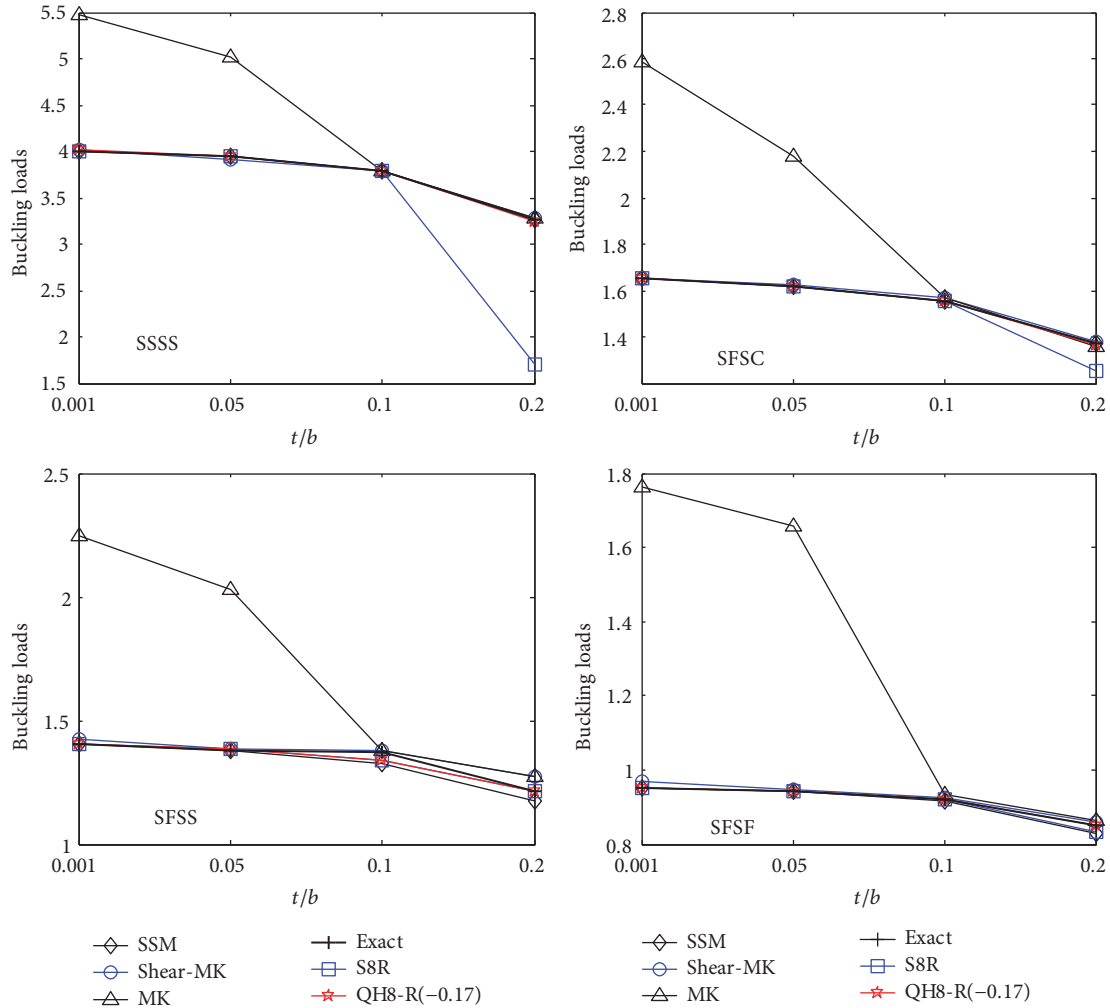 5.5
5
4.5
4
3.5
3
2.5
2
1.5
Buckling loads
SSSS
0.001
0.05
0.1
0.2
t/b
2.8
2.6
2.4
2.2
2
1.8
1.6
1.4
Buckling loads
SFSC
0.001
0.05
0.1
0.2
t/b
2.5
2
1.5
1
Buckling loads
SFSS
0.001
0.05
0.1
0.2
t/b
1.8
1.6
1.4
1.2
1
0.8
Buckling loads
SFSF
0.001
0.05
0.1
0.2
t/b
SSM
Shear-MK
MK
Exact
S8R
QH8-R(−0.17)
SSM
Shear-MK
MK
Exact
S8R
QH8-R(−0.17)